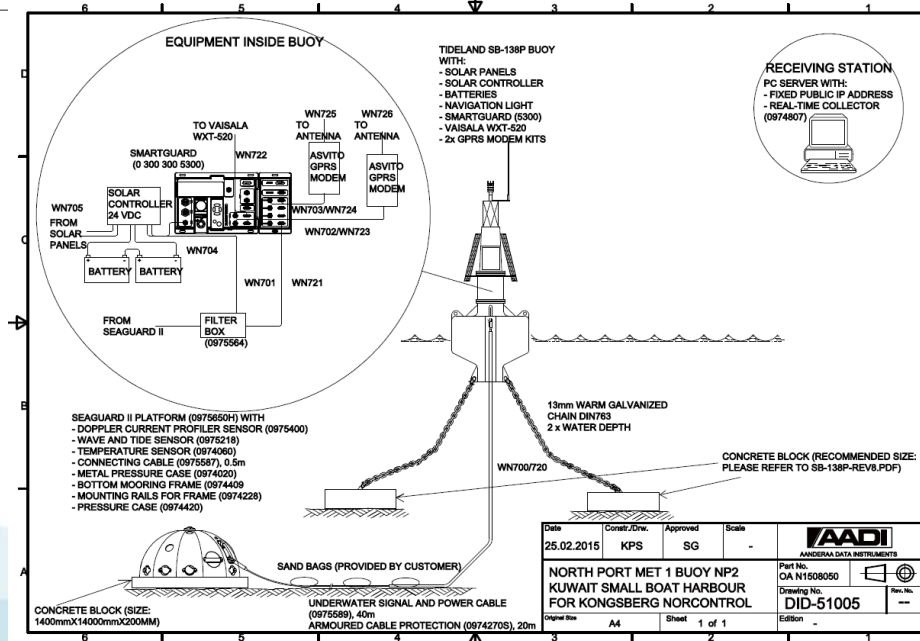 6 5 4 3 2 1
EQUIPMENT INSIDE BUOY
TO VAISALA
WXT-520
WN725
TO
ANTENNA
WN726
TO
ANTENNA
SMARTGUARD
(0 300 300 5300)
WN722
ASVITO
GPRS
MODEM
ASVITO
GPRS
MODEM
SOLAR
CONTROLLER
24 VDC
WN705
FROM
SOLAR
PANELS
WN703/WN724
WN702/WN723
WN704
+ -
BATTERY
+ -
BATTERY
WN701
WN721
FROM
SEAGUARD II
FILTER
BOX
(0975564)
TIDELAND SB-138P BUOY
WITH:
- SOLAR PANELS
- SOLAR CONTROLLER
- BATTERIES
- NAVIGATION LIGHT
- SMARTGUARD (5300)
- VAISALA WXT-520
- 2x GPRS MODEM KITS
RECEIVING STATION
PC SERVER WITH:
- FIXED PUBLIC IP ADDRESS
- REAL-TIME COLLECTOR
(0974807)
D
C
B
A
13mm WARM GALVANIZED
CHAIN DIN763
2 x WATER DEPTH
SEAGUARD II PLATFORM (0975650H) WITH
- DOPPLER CURRENT PROFILER SENSOR (0975400)
- WAVE AND TIDE SENSOR (0975218)
- TEMPERATURE SENSOR (0974060)
- CONNECTING CABLE (0975587), 0.5m
- METAL PRESSURE CASE (0974020)
- BOTTOM MOORING FRAME (0974409
- MOUNTING RAILS FOR FRAME (0974228)
- PRESSURE CASE (0974420)
WN700/720
CONCRETE BLOCK (RECOMMENDED SIZE:
PLEASE REFER TO SB-138P-REV8.PDF)
SAND BAGS (PROVIDED BY CUSTOMER)
CONCRETE BLOCK (SIZE:
1400mmX14000mmX200MM)
UNDERWATER SIGNAL AND POWER CABLE
(0975589), 40m
ARMOURED CABLE PROTECTION (0974270S), 20m
Date Constr./Drw. Approved Scale
25.02.2015 KPS SG -
AADI
AANDERAA DATA INSTRUMENTS
NORTH PORT MET 1 BUOY NP2
KUWAIT SMALL BOAT HARBOUR
FOR KONGSBERG NORCONTROL
Part No.
OA N1508050
Drawing No.
DID-51005
Rev. No.
--
Original Size A4 Sheet 1 of 1
Edition -
6 5 4 3 2 1